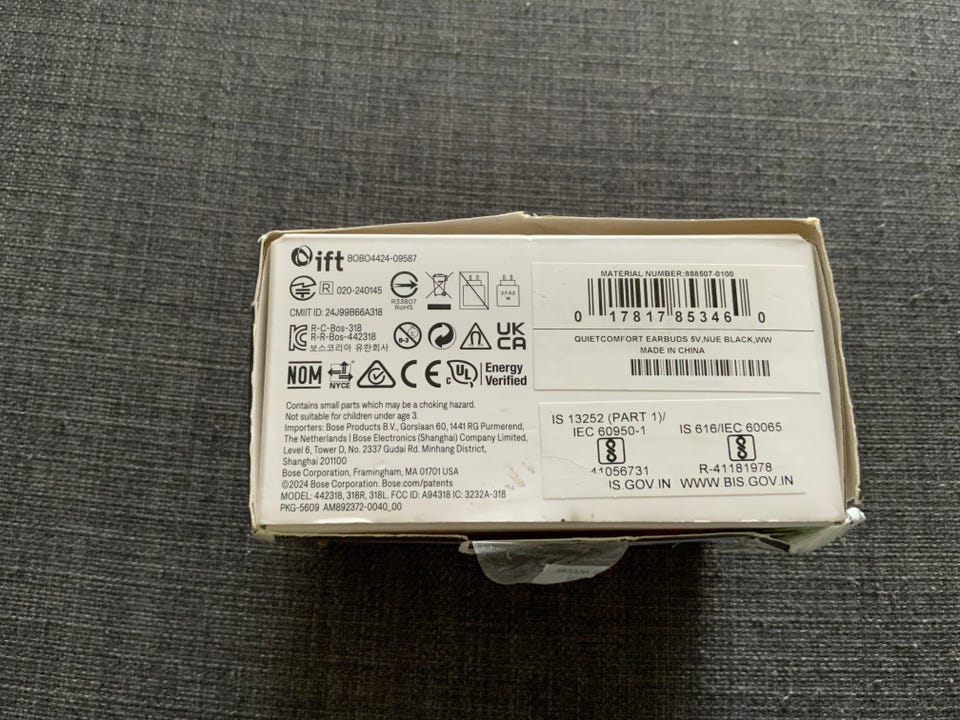 ift BOBO4424-09587
R 020-240145
R33807
RoHS
CMIIT ID: 24J99B66A318
R-C-Bos-318
R-R-Bos-442318
보스코리아 유한회사
0-3
UK
CA
NOM
NYCE
CE
c UL Energy
Verified
Contains small parts which may be a choking hazard.
Not suitable for children under age 3.
Importers: Bose Products B.V., Gorslaan 60, 1441 RG Purmerend,
The Netherlands | Bose Electronics (Shanghai) Company Limited,
Level 6, Tower D, No. 2337 Gudai Rd. Minhang District,
Shanghai 201100
Bose Corporation, Framingham, MA 01701 USA
©2024 Bose Corporation. Bose.com/patents
MODEL: 442318, 318R, 318L. FCC ID: A94318 IC: 3232A-318
PKG-5609 AM892372-0040_00
MATERIAL NUMBER:888507-0100
0 17817 85346 0
QUIETCOMFORT EARBUDS 5V,NUE BLACK,WW
MADE IN CHINA
IS 13252 (PART 1)/
IEC 60950-1
41056731
IS.GOV.IN
IS 616/IEC 60065
R-41181978
WWW.BIS.GOV.IN